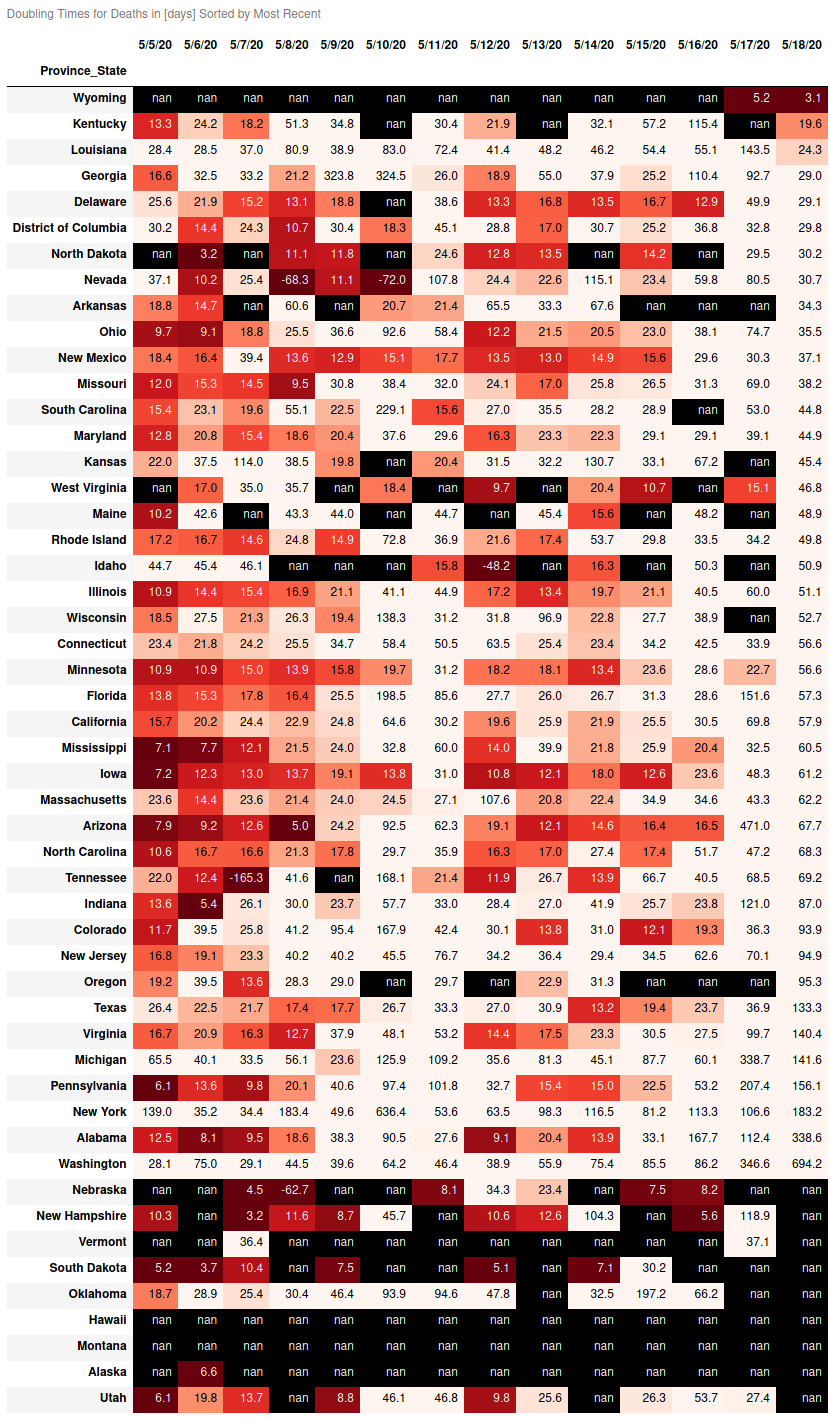 Doubling Times for Deaths in [days] Sorted by Most Recent
5/5/20 5/6/20 5/7/20 5/8/20 5/9/20 5/10/20 5/11/20 5/12/20 5/13/20 5/14/20 5/15/20 5/16/20 5/17/20 5/18/20
Province_State
Wyoming nan nan nan nan nan nan nan nan nan nan nan nan 5.2 3.1
Kentucky 13.3 24.2 18.2 51.3 34.8 nan 30.4 21.9 nan 32.1 57.2 115.4 nan 19.6
Louisiana 28.4 28.5 37.0 80.9 38.9 83.0 72.4 41.4 48.2 46.2 54.4 55.1 143.5 24.3
Georgia 16.6 32.5 33.2 21.2 323.8 324.5 26.0 18.9 55.0 37.9 25.2 110.4 92.7 29.0
Delaware 25.6 21.9 15.2 13.1 18.8 nan 38.6 13.3 16.8 13.5 16.7 12.9 49.9 29.1
District of Columbia 30.2 14.4 24.3 10.7 30.4 18.3 45.1 28.8 17.0 30.7 25.2 36.8 32.8 29.8
North Dakota nan 3.2 nan 11.1 11.8 nan 24.6 12.8 13.5 nan 14.2 nan 29.5 30.2
Nevada 37.1 10.2 25.4 -68.3 11.1 -72.0 107.8 24.4 22.6 115.1 23.4 59.8 80.5 30.7
Arkansas 18.8 14.7 nan 60.6 nan 20.7 21.4 65.5 33.3 67.6 nan nan nan 34.3
Ohio 9.7 9.1 18.8 25.5 36.6 92.6 58.4 12.2 21.5 20.5 23.0 38.1 74.7 35.5
New Mexico 18.4 16.4 39.4 13.6 12.9 15.1 17.7 13.5 13.0 14.9 15.6 29.6 30.3 37.1
Missouri 12.0 15.3 14.5 9.5 30.8 38.4 32.0 24.1 17.0 25.8 26.5 31.3 69.0 38.2
South Carolina 15.4 23.1 19.6 55.1 22.5 229.1 15.6 27.0 35.5 28.2 28.9 nan 53.0 44.8
Maryland 12.8 20.8 15.4 18.6 20.4 37.6 29.6 16.3 23.3 22.3 29.1 29.1 39.1 44.9
Kansas 22.0 37.5 114.0 38.5 19.8 nan 20.4 31.5 32.2 130.7 33.1 67.2 nan 45.4
West Virginia nan 17.0 35.0 35.7 nan 18.4 nan 9.7 nan 20.4 10.7 nan 15.1 46.8
Maine 10.2 42.6 nan 43.3 44.0 nan 44.7 nan 45.4 15.6 nan 48.2 nan 48.9
Rhode Island 17.2 16.7 14.6 24.8 14.9 72.8 36.9 21.6 17.4 53.7 29.8 33.5 34.2 49.8
Idaho 44.7 45.4 46.1 nan nan nan 15.8 -48.2 nan 16.3 nan 50.3 nan 50.9
Illinois 10.9 14.4 15.4 16.9 21.1 41.1 44.9 17.2 13.4 19.7 21.1 40.5 60.0 51.1
Wisconsin 18.5 27.5 21.3 26.3 19.4 138.3 31.2 31.8 96.9 22.8 27.7 38.9 nan 52.7
Connecticut 23.4 21.8 24.2 25.5 34.7 58.4 50.5 63.5 25.4 23.4 34.2 42.5 33.9 56.6
Minnesota 10.9 10.9 15.0 13.9 15.8 19.7 31.2 18.2 18.1 13.4 23.6 28.6 22.7 56.6
Florida 13.8 15.3 17.8 16.4 25.5 198.5 85.6 27.7 26.0 26.7 31.3 28.6 151.6 57.3
California 15.7 20.2 24.4 22.9 24.8 64.6 30.2 19.6 25.9 21.9 25.5 30.5 69.8 57.9
Mississippi 7.1 7.7 12.1 21.5 24.0 32.8 60.0 14.0 39.9 21.8 25.9 20.4 32.5 60.5
Iowa 7.2 12.3 13.0 13.7 19.1 13.8 31.0 10.8 12.1 18.0 12.6 23.6 48.3 61.2
Massachusetts 23.6 14.4 23.6 21.4 24.0 24.5 27.1 107.6 20.8 22.4 34.9 34.6 43.3 62.2
Arizona 7.9 9.2 12.6 5.0 24.2 92.5 62.3 19.1 12.1 14.6 16.4 16.5 471.0 67.7
North Carolina 10.6 16.7 16.6 21.3 17.8 29.7 35.9 16.3 17.0 27.4 17.4 51.7 47.2 68.3
Tennessee 22.0 12.4 -165.3 41.6 nan 168.1 21.4 11.9 26.7 13.9 66.7 40.5 68.5 69.2
Indiana 13.6 5.4 26.1 30.0 23.7 57.7 33.0 28.4 27.0 41.9 25.7 23.8 121.0 87.0
Colorado 11.7 39.5 25.8 41.2 95.4 167.9 42.4 30.1 13.8 31.0 12.1 19.3 36.3 93.9
New Jersey 16.8 19.1 23.3 40.2 40.2 45.5 76.7 34.2 36.4 29.4 34.5 62.6 70.1 94.9
Oregon 19.2 39.5 13.6 28.3 29.0 nan 29.7 nan 22.9 31.3 nan nan nan 95.3
Texas 26.4 22.5 21.7 17.4 17.7 26.7 33.3 27.0 30.9 13.2 19.4 23.7 36.9 133.3
Virginia 16.7 20.9 16.3 12.7 37.9 48.1 53.2 14.4 17.5 23.3 30.5 27.5 99.7 140.4
Michigan 65.5 40.1 33.5 56.1 23.6 125.9 109.2 35.6 81.3 45.1 87.7 60.1 338.7 141.6
Pennsylvania 6.1 13.6 9.8 20.1 40.6 97.4 101.8 32.7 15.4 15.0 22.5 53.2 207.4 156.1
New York 139.0 35.2 34.4 183.4 49.6 636.4 53.6 63.5 98.3 116.5 81.2 113.3 106.6 183.2
Alabama 12.5 8.1 9.5 18.6 38.3 90.5 27.6 9.1 20.4 13.9 33.1 167.7 112.4 338.6
Washington 28.1 75.0 29.1 44.5 39.6 64.2 46.4 38.9 55.9 75.4 85.5 86.2 346.6 694.2
Nebraska nan nan 4.5 -62.7 nan nan 8.1 34.3 23.4 nan 7.5 8.2 nan nan
New Hampshire 10.3 nan 3.2 11.6 8.7 45.7 nan 10.6 12.6 104.3 nan 5.6 118.9 nan
Vermont nan nan 36.4 nan nan nan nan nan nan nan nan nan 37.1 nan
South Dakota 5.2 3.7 10.4 nan 7.5 nan nan 5.1 nan 7.1 30.2 nan nan nan
Oklahoma 18.7 28.9 25.4 30.4 46.4 93.9 94.6 47.8 nan 32.5 197.2 66.2 nan nan
Hawaii nan nan nan nan nan nan nan nan nan nan nan nan nan nan
Montana nan nan nan nan nan nan nan nan nan nan nan nan nan nan
Alaska nan 6.6 nan nan nan nan nan nan nan nan nan nan nan nan
Utah 6.1 19.8 13.7 nan 8.8 46.1 46.8 9.8 25.6 nan 26.3 53.7 27.4 nan